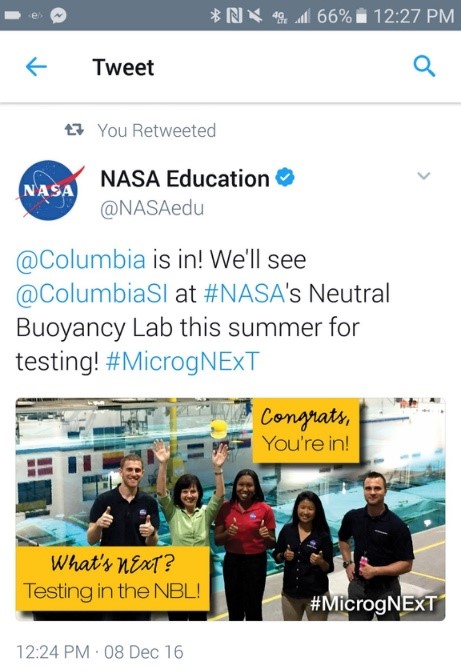 66% 12:27 PM
Tweet
You Retweeted
NASA
NASA Education
@NASAedu
@Columbia is in! We'll see
@ColumbiaSI at #NASA's Neutral
Buoyancy Lab this summer for
testing! #MicrogNExT
Congrats,
You're in!
What's NExT?
Testing in the NBL!
#MicrogNExT
12:24 PM · 08 Dec 16